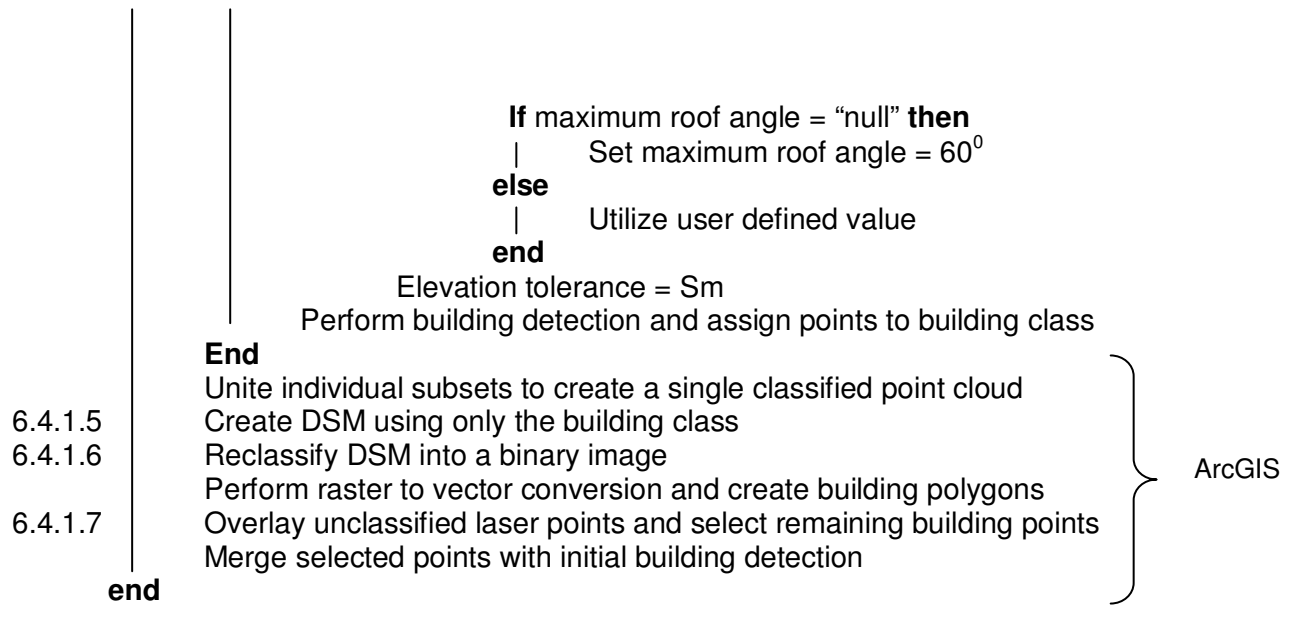 If maximum roof angle = “null” then
| Set maximum roof angle = 60⁰
else
| Utilize user defined value
end
Elevation tolerance = Sm
Perform building detection and assign points to building class
End
Unite individual subsets to create a single classified point cloud
6.4.1.5 Create DSM using only the building class
6.4.1.6 Reclassify DSM into a binary image
ArcGIS
Perform raster to vector conversion and create building polygons
6.4.1.7 Overlay unclassified laser points and select remaining building points
Merge selected points with initial building detection
end